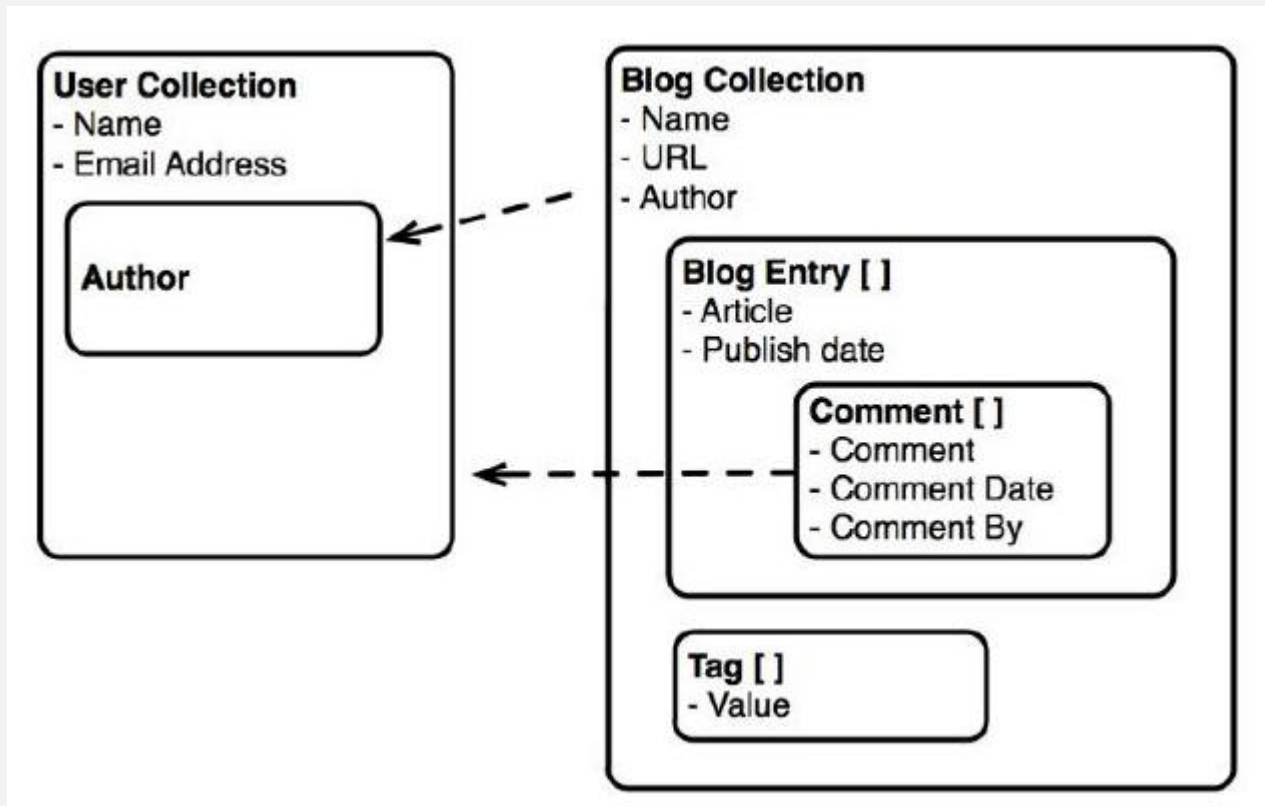 User Collection
- Name
- Email Address
Author
Blog Collection
- Name
- URL
- Author
Blog Entry [ ]
- Article
- Publish date
Comment [ ]
- Comment
- Comment Date
- Comment By
Tag [ ]
- Value